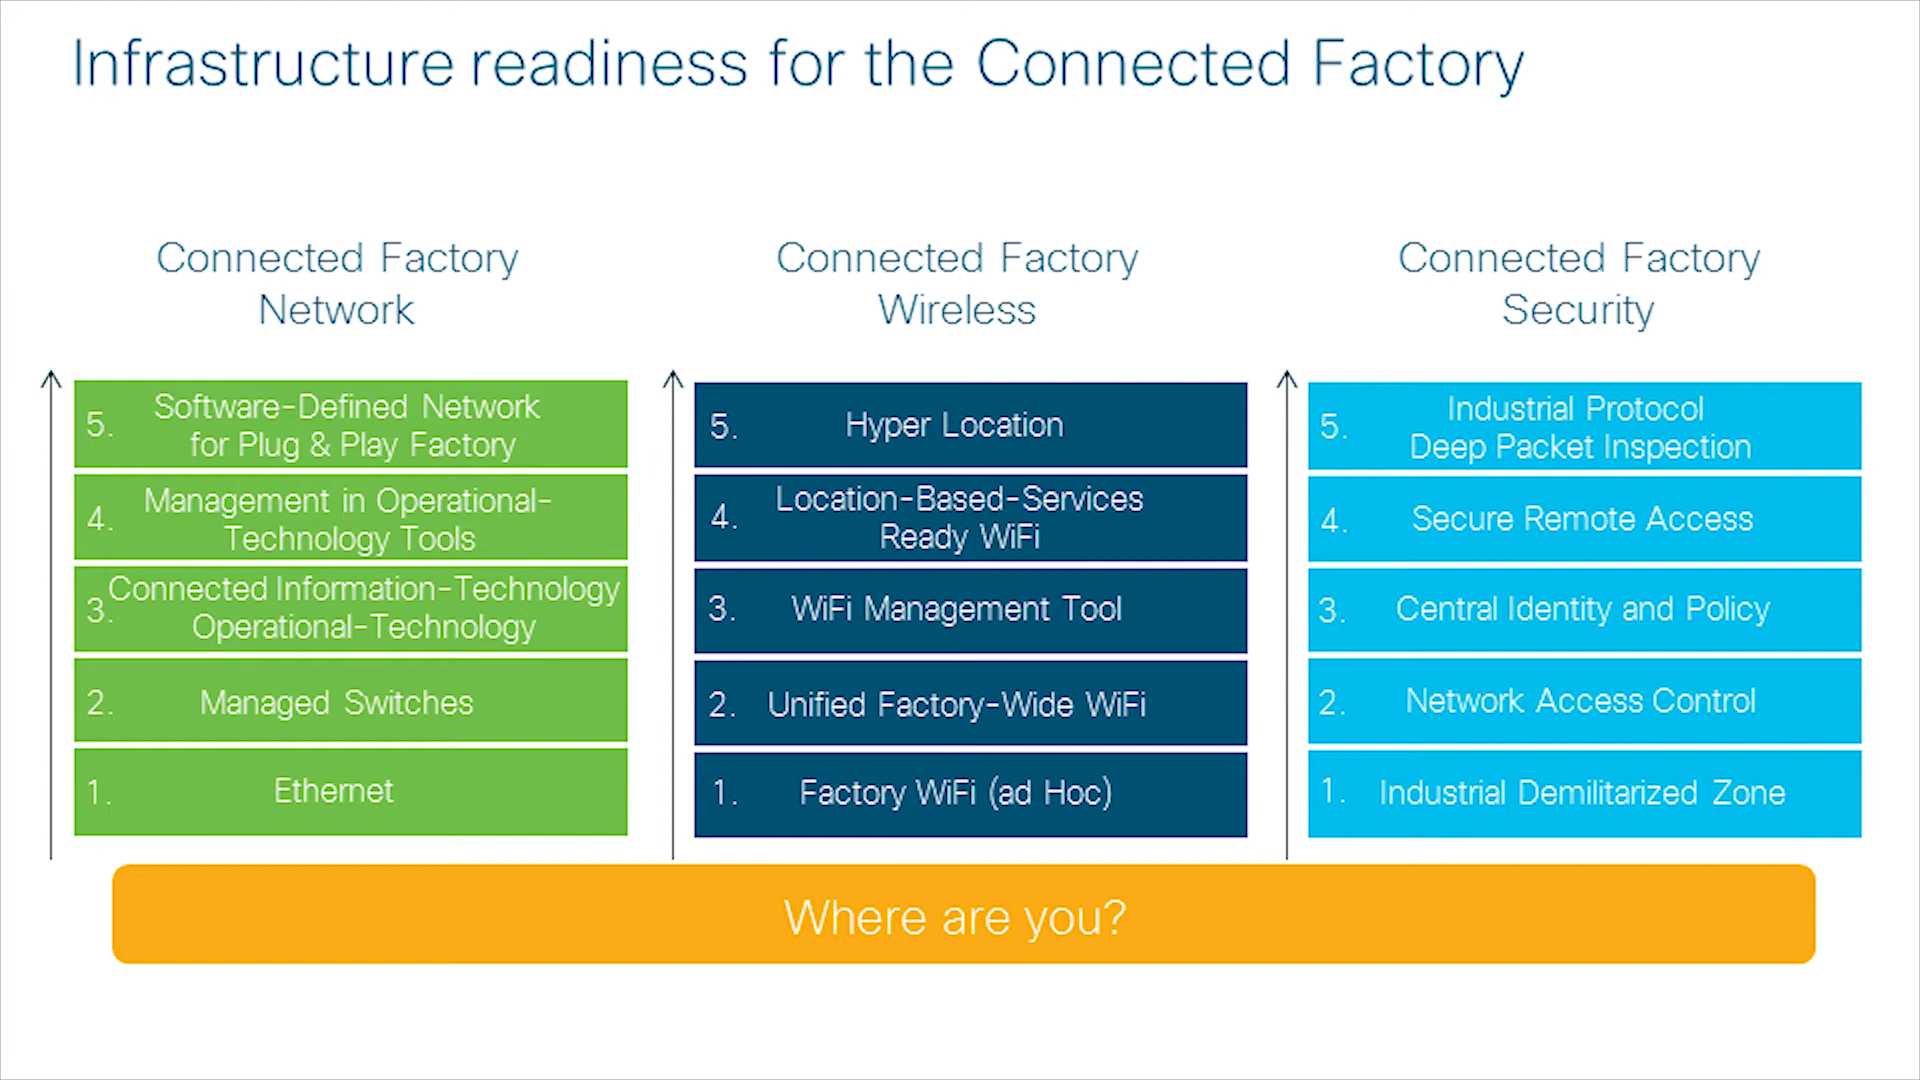 Infrastructure readiness for the Connected Factory
Connected Factory
Network
5. Software-Defined Network
for Plug & Play Factory
4. Management in Operational-
Technology Tools
3. Connected Information-Technology
Operational-Technology
2. Managed Switches
1. Ethernet
Connected Factory
Wireless
5. Hyper Location
4. Location-Based-Services
Ready WiFi
3. WiFi Management Tool
2. Unified Factory-Wide WiFi
1. Factory WiFi (ad Hoc)
Connected Factory
Security
5. Industrial Protocol
Deep Packet Inspection
4. Secure Remote Access
3. Central Identity and Policy
2. Network Access Control
1. Industrial Demilitarized Zone
Where are you?